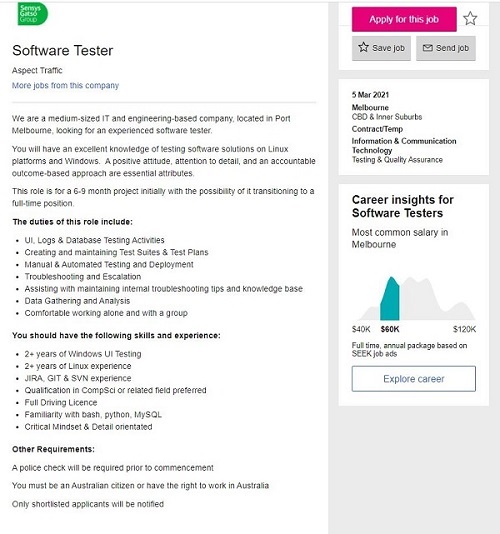 Sensys
Gatso
Group
Software Tester
Aspect Traffic
More jobs from this company
We are a medium-sized IT and engineering-based company, located in Port
Melbourne, looking for an experienced software tester.
You will have an excellent knowledge of testing software solutions on Linux
platforms and Windows. A positive attitude, attention to detail, and an accountable
outcome-based approach are essential attributes.
This role is for a 6-9 month project initially with the possibility of it transitioning to a
full-time position.
The duties of this role include:
• UI, Logs & Database Testing Activities
• Creating and maintaining Test Suites & Test Plans
• Manual & Automated Testing and Deployment
• Troubleshooting and Escalation
• Assisting with maintaining internal troubleshooting tips and knowledge base
• Data Gathering and Analysis
• Comfortable working alone and with a group
You should have the following skills and experience:
• 2+ years of Windows UI Testing
• 2+ years of Linux experience
• JIRA, GIT & SVN experience
• Qualification in CompSci or related field preferred
• Full Driving Licence
• Familiarity with bash, python, MySQL
• Critical Mindset & Detail orientated
Other Requirements:
A police check will be required prior to commencement
You must be an Australian citizen or have the right to work in Australia
Only shortlisted applicants will be notified
Apply for this job
Save job
Send job
5 Mar 2021
Melbourne
CBD & Inner Suburbs
Contract/Temp
Information & Communication
Technology
Testing & Quality Assurance
Career insights for
Software Testers
Most common salary in
Melbourne
$40K $60K $120K
Full time, annual package based on
SEEK job ads
Explore career